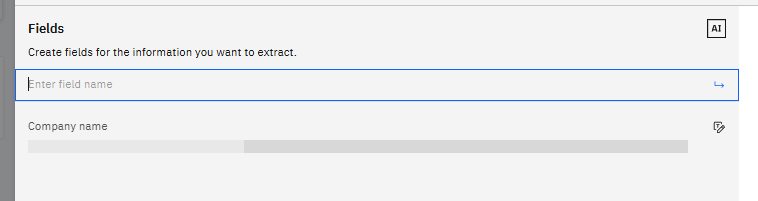 Fields
AI
Create fields for the information you want to extract.
Enter field name
Company name